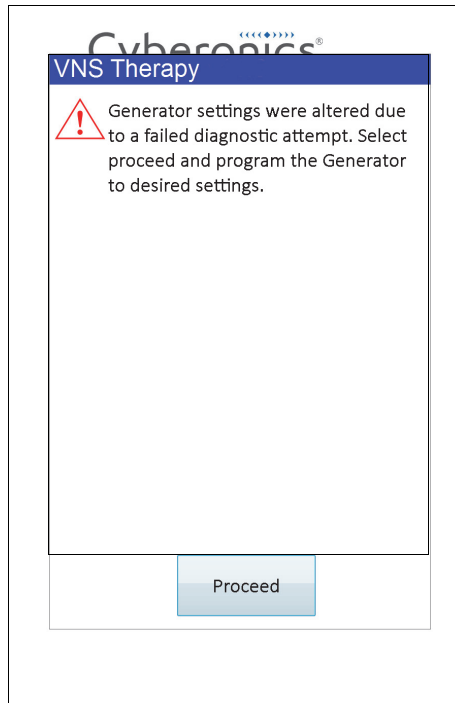 Cyberonics®
VNS Therapy
Generator settings were altered due
to a failed diagnostic attempt. Select
proceed and program the Generator
to desired settings.
Proceed